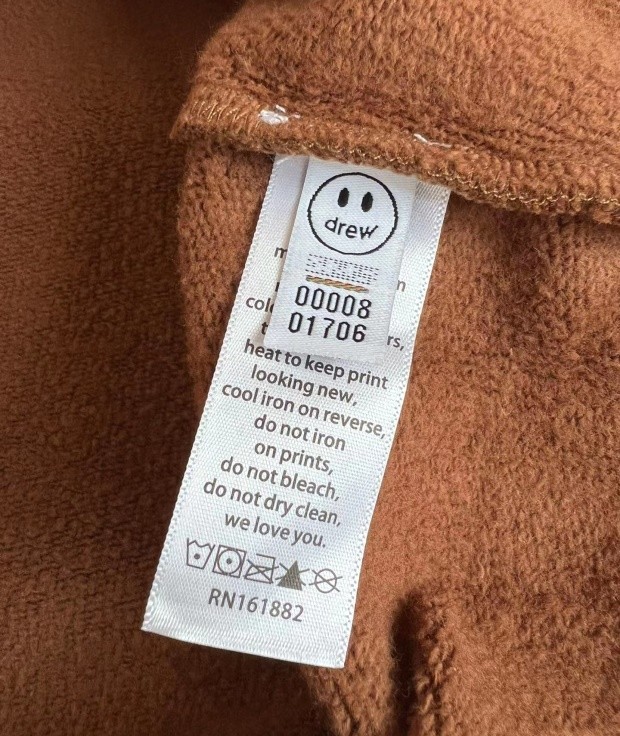 drew
00008
01706
heat to keep print
looking new,
cool iron on reverse,
do not iron
on prints,
do not bleach,
do not dry clean,
we love you.
RN161882